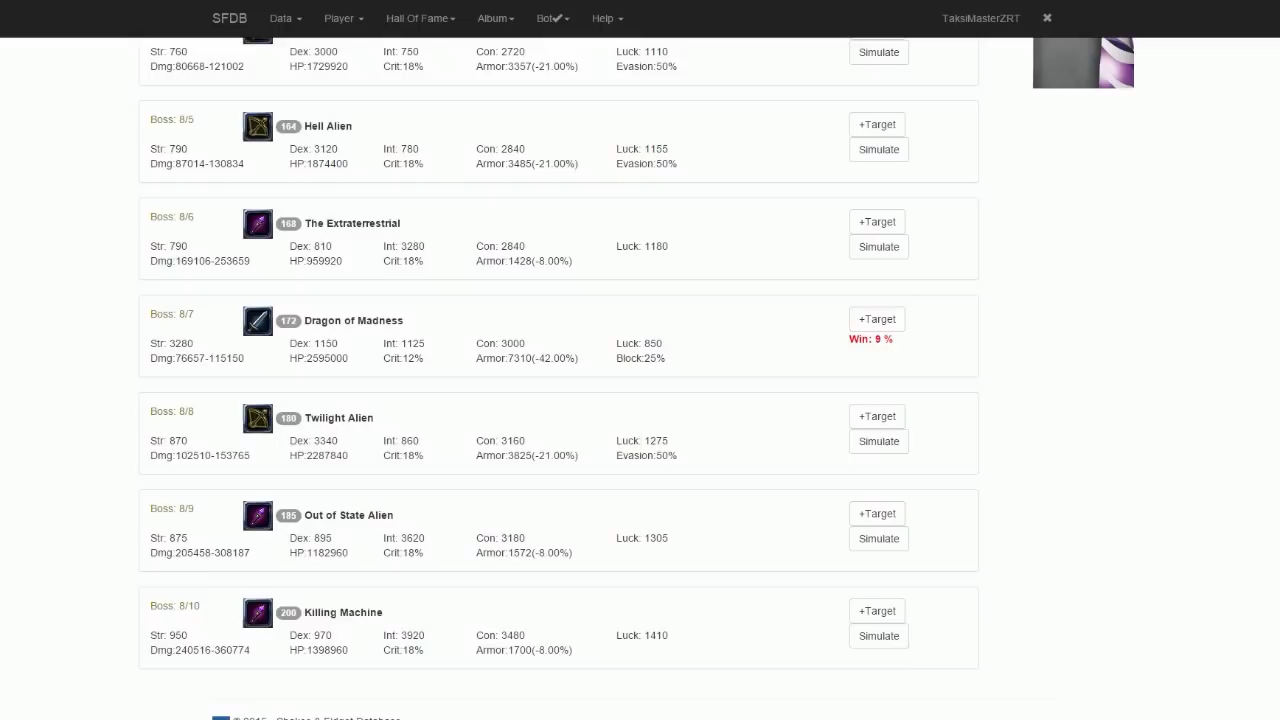 SFDB Data Player Hall Of Fame Album Bot✔ Help TaksiMasterZRT ✖
Str: 760 Dex: 3000 Int: 750 Con: 2720 Luck: 1110 Simulate
Dmg:80668-121002 HP:1729920 Crit:18% Armor:3357(-21.00%) Evasion:50%
Boss: 8/5 164 Hell Alien +Target
Str: 790 Dex: 3120 Int: 780 Con: 2840 Luck: 1155 Simulate
Dmg:87014-130834 HP:1874400 Crit:18% Armor:3485(-21.00%) Evasion:50%
Boss: 8/6 168 The Extraterrestrial +Target
Str: 790 Dex: 810 Int: 3280 Con: 2840 Luck: 1180 Simulate
Dmg:169106-253659 HP:959920 Crit:18% Armor:1428(-8.00%)
Boss: 8/7 172 Dragon of Madness +Target
Str: 3280 Dex: 1150 Int: 1125 Con: 3000 Luck: 850 Win: 9 %
Dmg:76657-115150 HP:2595000 Crit:12% Armor:7310(-42.00%) Block:25%
Boss: 8/8 180 Twilight Alien +Target
Str: 870 Dex: 3340 Int: 860 Con: 3160 Luck: 1275 Simulate
Dmg:102510-153765 HP:2287840 Crit:18% Armor:3825(-21.00%) Evasion:50%
Boss: 8/9 185 Out of State Alien +Target
Str: 875 Dex: 895 Int: 3620 Con: 3180 Luck: 1305 Simulate
Dmg:205458-308187 HP:1182960 Crit:18% Armor:1572(-8.00%)
Boss: 8/10 200 Killing Machine +Target
Str: 950 Dex: 970 Int: 3920 Con: 3480 Luck: 1410 Simulate
Dmg:240516-360774 HP:1398960 Crit:18% Armor:1700(-8.00%)